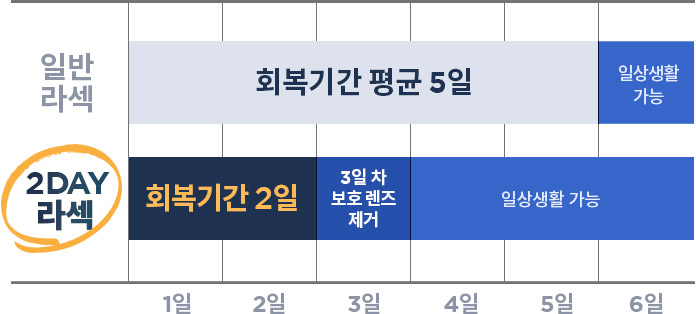 일반
라섹
회복기간 평균 5일
일상생활
가능
2DAY
라섹
회복기간 2일
3일 차
보호 렌즈
제거
일상생활 가능
1일 2일 3일 4일 5일 6일